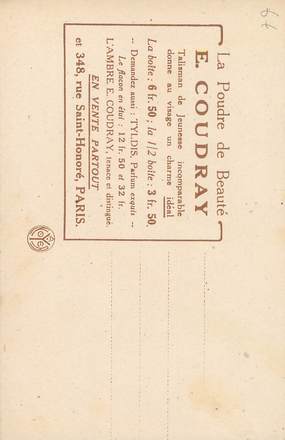 La Poudre de Beauté
E. COUDRAY
Talisman de Jeunesse incomparable
donne au visage un charme idéal
La boite : 6 fr. 50 ; la 1/2 boîte : 3 fr. 50.
-- Demandez aussi : TYLDIS, Parfum exquis --
Le flacon en étui : 12 fr. 50 et 32 fr.
L'AMBRE E. COUDRAY, tenace et distingué
EN VENTE PARTOUT
et 348, rue Saint-Honoré, PARIS.